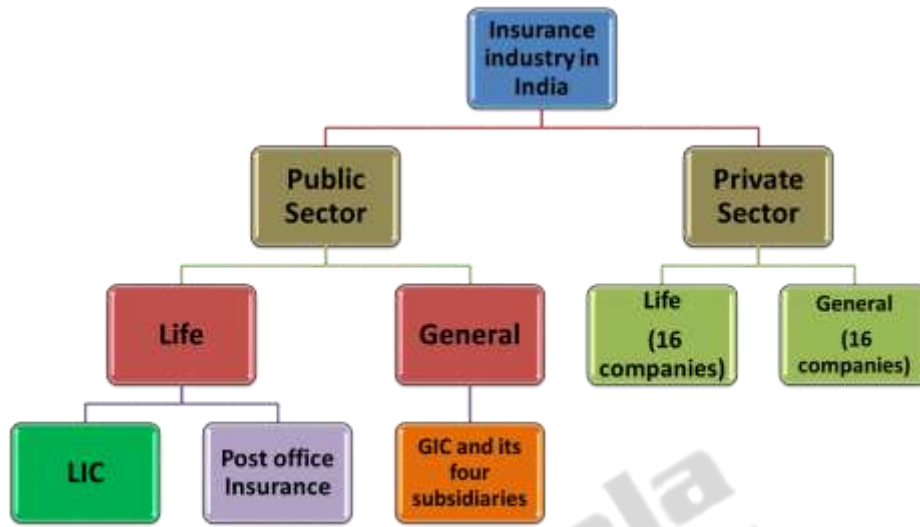 Insurance
industry in
India
Public
Sector
Private
Sector
Life
General
Life
(16
companies)
General
(16
companies)
LIC
Post office
Insurance
GIC and its
four
subsidiaries